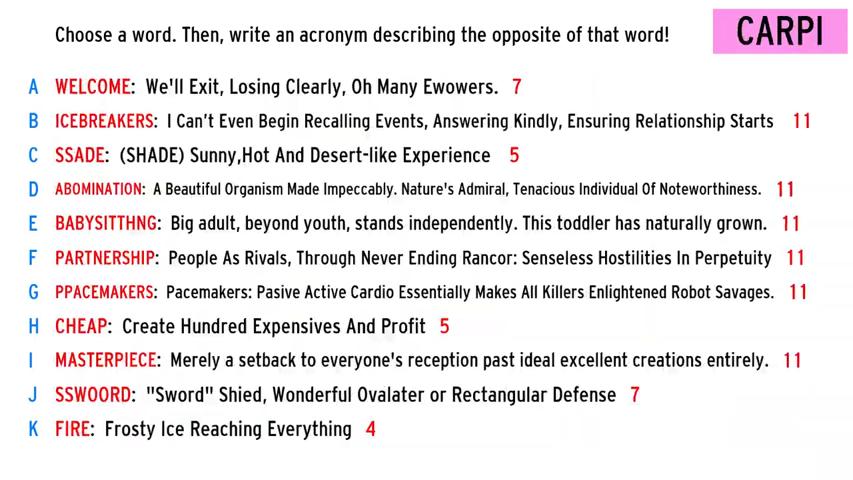 Choose a word. Then, write an acronym describing the opposite of that word!
CARPI
A WELCOME: We'll Exit, Losing Clearly, Oh Many Ewowers. 7
B ICEBREAKERS: I Can't Even Begin Recalling Events, Answering Kindly, Ensuring Relationship Starts 11
C SSADE: (SHADE) Sunny,Hot And Desert-like Experience 5
D ABOMINATION: A Beautiful Organism Made Impeccably. Nature's Admiral, Tenacious Individual Of Noteworthiness. 11
E BABYSITTHNG: Big adult, beyond youth, stands independently. This toddler has naturally grown. 11
F PARTNERSHIP: People As Rivals, Through Never Ending Rancor: Senseless Hostilities In Perpetuity 11
G PPACEMAKERS: Pacemakers: Pasive Active Cardio Essentially Makes All Killers Enlightened Robot Savages. 11
H CHEAP: Create Hundred Expensives And Profit 5
I MASTERPIECE: Merely a setback to everyone's reception past ideal excellent creations entirely. 11
J SSWOORD: "Sword" Shied, Wonderful Ovalater or Rectangular Defense 7
K FIRE: Frosty Ice Reaching Everything 4